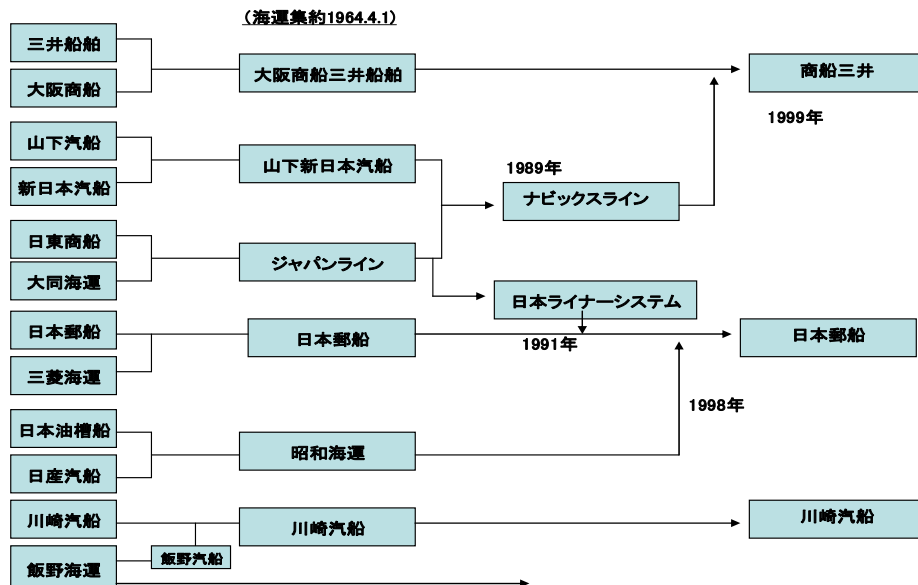 （海運集約1964.4.1）
三井船舶
大阪商船
大阪商船三井船舶
商船三井
1999年
山下汽船
新日本汽船
山下新日本汽船
1989年
ナビックスライン
日東商船
大同海運
ジャパンライン
日本ライナーシステム
日本郵船
三菱海運
日本郵船
1991年
日本郵船
1998年
日本油槽船
日産汽船
昭和海運
川崎汽船
飯野海運
飯野汽船
川崎汽船
川崎汽船